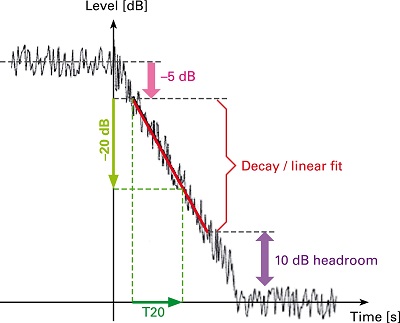 Level [dB]
–5 dB
–20 dB
Decay / linear fit
10 dB headroom
T20
Time [s]